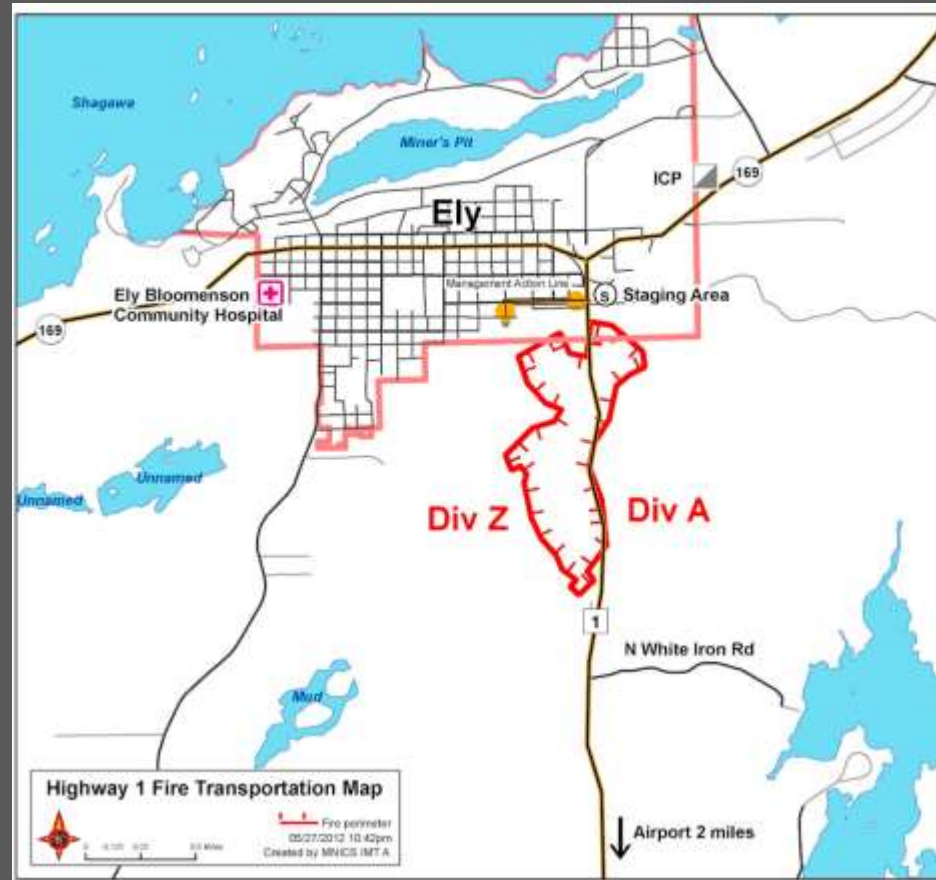 Shagawa
Miner's Pit
ICP
169
Ely
Management Action Line
Ely Bloomenson
Community Hospital
S
Staging Area
169
Unnamed
Unnamed
Div Z
Div A
1
N White Iron Rd
Mud
Highway 1 Fire Transportation Map
Fire perimeter
05/27/2012 10:42pm
Created by MNICS IMT A
Airport 2 miles